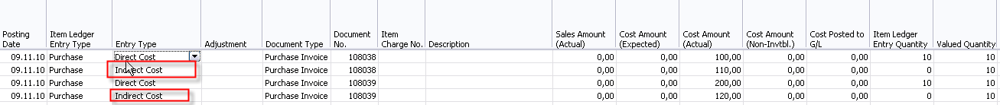 Posting Date Item Ledger Entry Type Entry Type Adjustment Document Type Document No. Item Charge No. Description Sales Amount (Actual) Cost Amount (Expected) Cost Amount (Actual) Cost Amount (Non-Invtbl.) Cost Posted to G/L Item Ledger Entry Quantity Valued Quantity
09.11.10 Purchase Direct Cost Purchase Invoice 108038 0,00 0,00 100,00 0,00 0,00 10 10
09.11.10 Purchase Indirect Cost Purchase Invoice 108038 0,00 0,00 110,00 0,00 0,00 0 10
09.11.10 Purchase Direct Cost Purchase Invoice 108039 0,00 0,00 200,00 0,00 0,00 10 10
09.11.10 Purchase Indirect Cost Purchase Invoice 108039 0,00 0,00 120,00 0,00 0,00 0 10